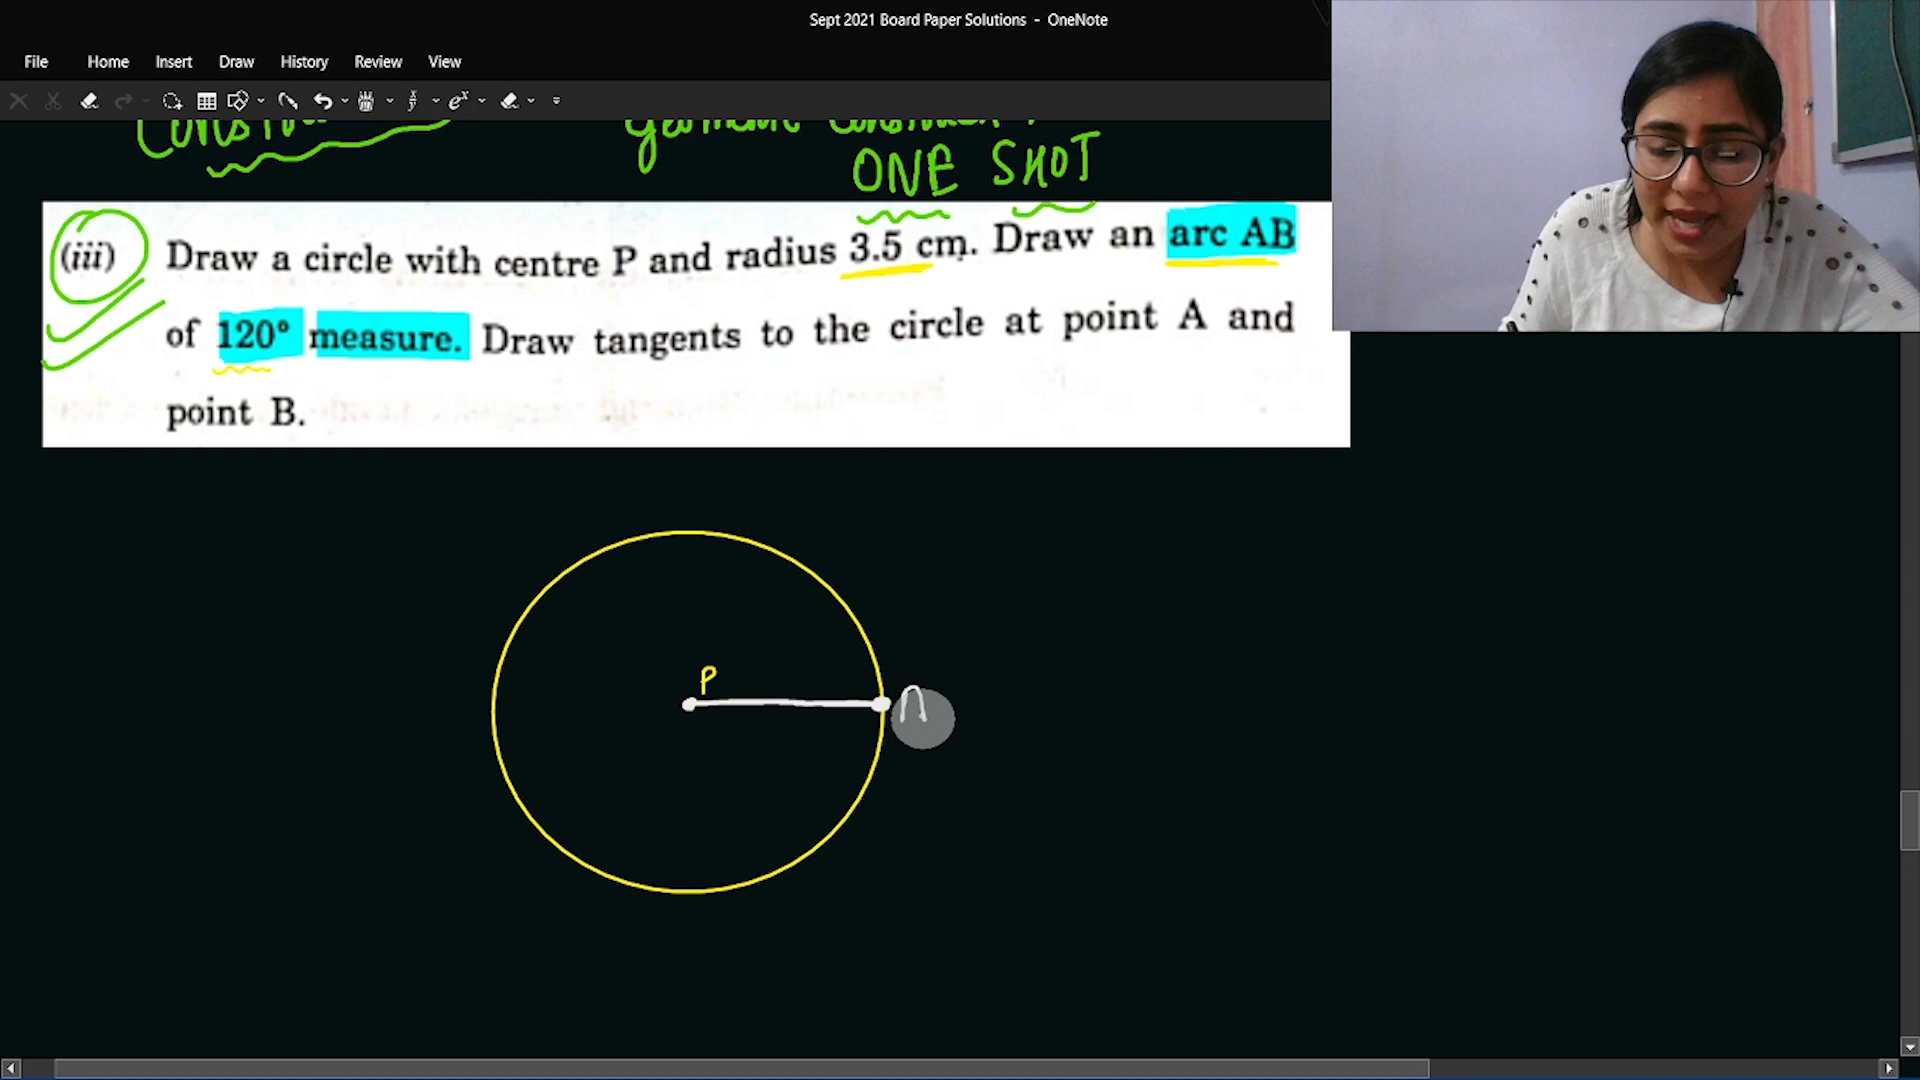 Sept 2021 Board Paper Solutions - OneNote
File Home Insert Draw History Review View
ONE SHOT
(iii) Draw a circle with centre P and radius 3.5 cm. Draw an arc AB
of 120° measure. Draw tangents to the circle at point A and
point B.
P